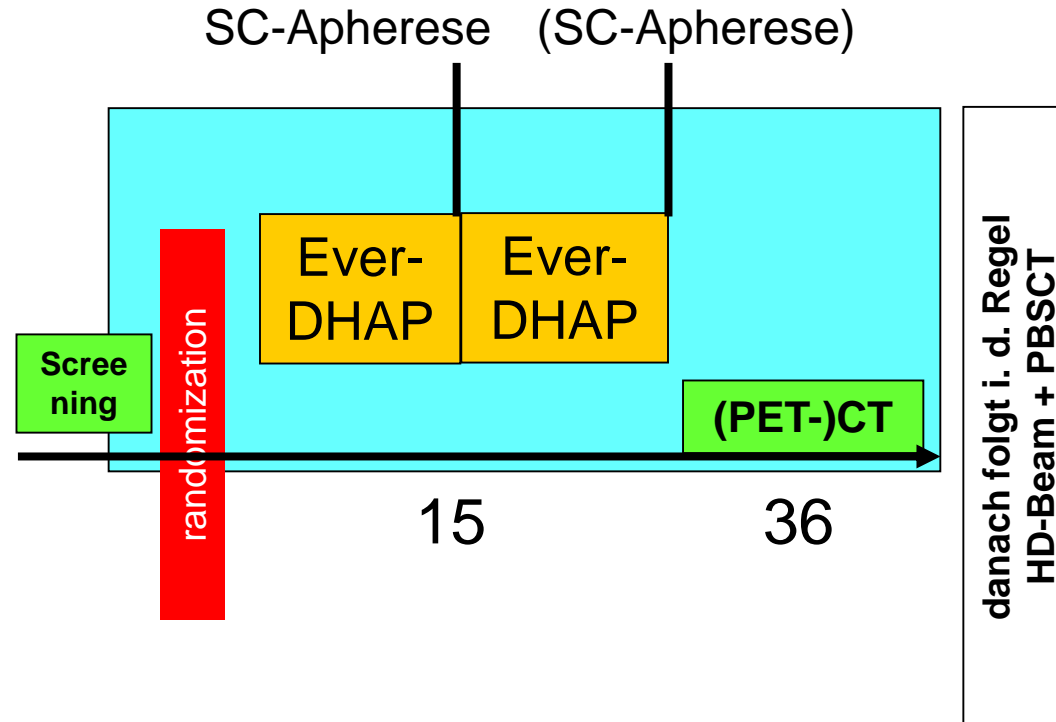 SC-Apherese (SC-Apherese)
Ever-
DHAP
Ever-
DHAP
Scree
ning
randomization
(PET-)CT
15
36
danach folgt i. d. Regel
HD-Beam + PBSCT